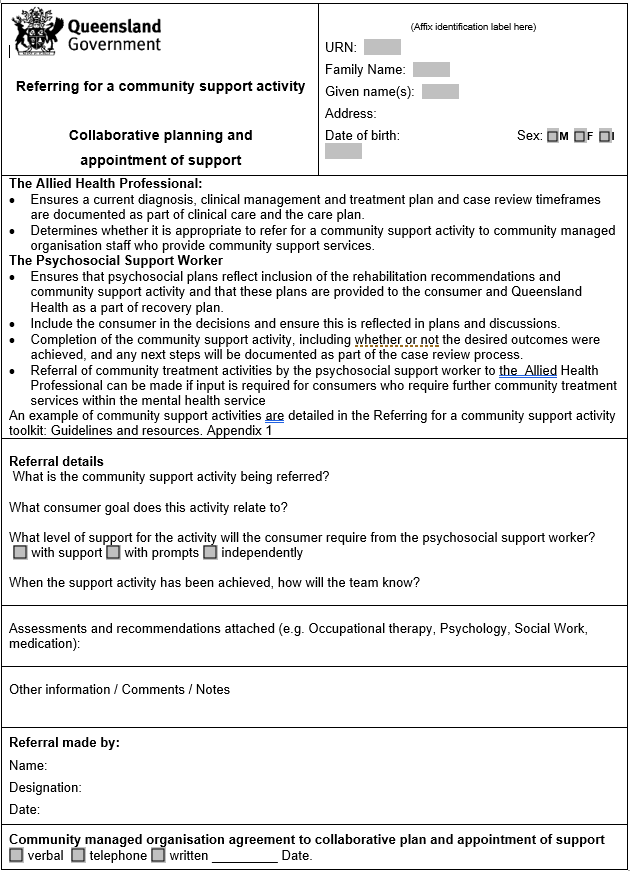 Queensland
Government
Referring for a community support activity
Collaborative planning and
appointment of support
(Affix identification label here)
URN:
Family Name:
Given name(s):
Address:
Date of birth:
Sex: M F I
The Allied Health Professional:
• Ensures a current diagnosis, clinical management and treatment plan and case review timeframes
are documented as part of clinical care and the care plan.
• Determines whether it is appropriate to refer for a community support activity to community managed
organisation staff who provide community support services.
The Psychosocial Support Worker
• Ensures that psychosocial plans reflect inclusion of the rehabilitation recommendations and
community support activity and that these plans are provided to the consumer and Queensland
Health as a part of recovery plan.
• Include the consumer in the decisions and ensure this is reflected in plans and discussions.
• Completion of the community support activity, including whether or not the desired outcomes were
achieved, and any next steps will be documented as part of the case review process.
• Referral of community treatment activities by the psychosocial support worker to the Allied Health
Professional can be made if input is required for consumers who require further community treatment
services within the mental health service
An example of community support activities are detailed in the Referring for a community support activity
toolkit: Guidelines and resources. Appendix 1
Referral details
What is the community support activity being referred?
What consumer goal does this activity relate to?
What level of support for the activity will the consumer require from the psychosocial support worker?
with support with prompts independently
When the support activity has been achieved, how will the team know?
Assessments and recommendations attached (e.g. Occupational therapy, Psychology, Social Work,
medication):
Other information / Comments / Notes
Referral made by:
Name:
Designation:
Date:
Community managed organisation agreement to collaborative plan and appointment of support
verbal telephone written _________ Date.